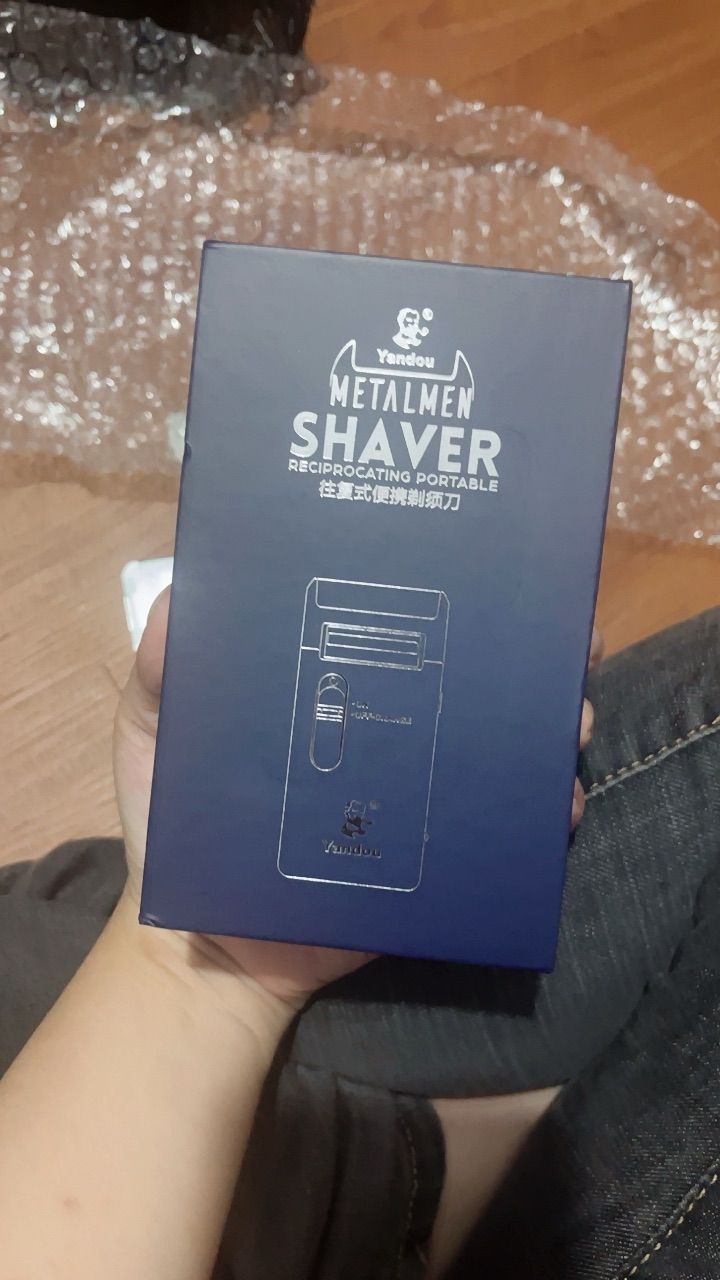 Yandou
METALMEN
SHAVER
RECIPROCATING PORTABLE
往复式便携剃须刀
Yandou